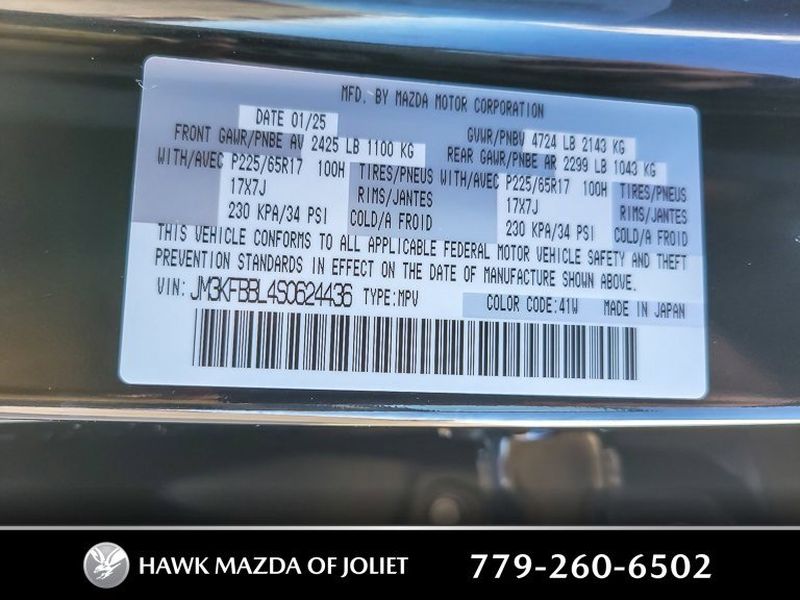 MFD. BY MAZDA MOTOR CORPORATION
DATE 01/25
FRONT GAWR/PNBE AV 2425 LB 1100 KG
WITH/AVEC P225/65R17 100H TIRES/PNEUS
17X7J RIMS/JANTES
230 KPA/34 PSI COLD/A FROID
GVWR/PNBV 4724 LB 2143 KG
REAR GAWR/PNBE AR 2299 LB 1043 KG
WITH/AVEC P225/65R17 100H TIRES/PNEUS
17X7J RIMS/JANTES
230 KPA/34 PSI COLD/A FROID
THIS VEHICLE CONFORMS TO ALL APPLICABLE FEDERAL MOTOR VEHICLE SAFETY AND THEFT
PREVENTION STANDARDS IN EFFECT ON THE DATE OF MANUFACTURE SHOWN ABOVE.
VIN: JM3KFBBL4S0624436 TYPE:MPV COLOR CODE:41W MADE IN JAPAN
HAWK MAZDA OF JOLIET 779-260-6502